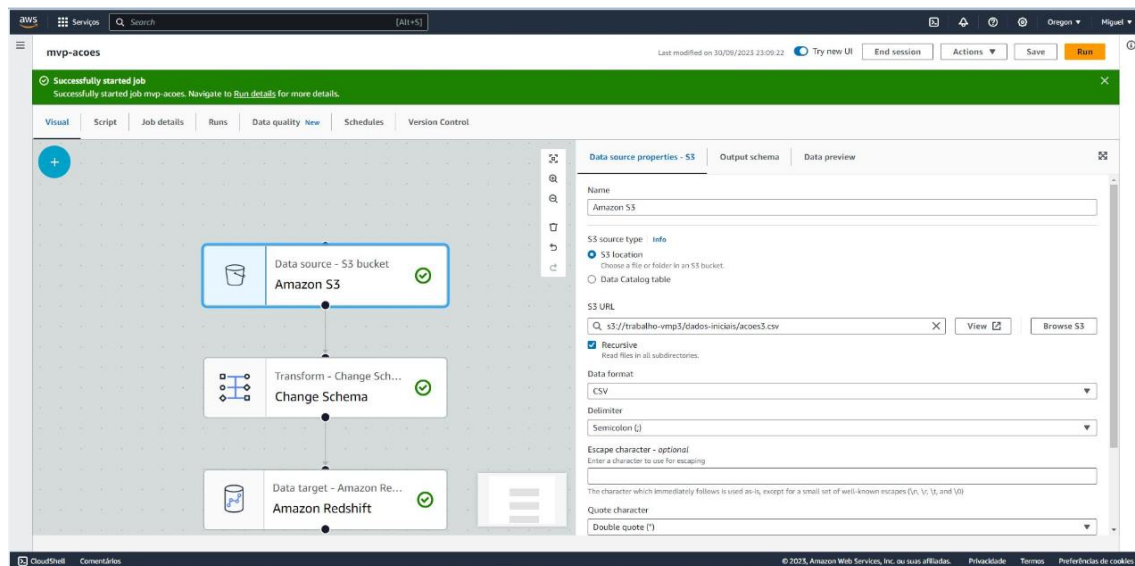 aws
Serviços
Search
[Alt+S]
Oregon
Miguel
mvp-acoes
Last modified on 30/09/2023 23:09:22
Try new UI
End session
Actions
Save
Run
Successfully started job
Successfully started job mvp-acoes. Navigate to Run details for more details.
Visual
Script
Job details
Runs
Data quality New
Schedules
Version Control
Data source - S3 bucket
Amazon S3
Transform - Change Sch...
Change Schema
Data target - Amazon Re...
Amazon Redshift
Data source properties - S3
Output schema
Data preview
Name
Amazon S3
S3 source type
Info
S3 location
Choose a file or folder in an S3 bucket.
Data Catalog table
S3 URL
s3://trabalho-vmp3/dados-iniciais/acoes3.csv
View
Browse S3
Recursive
Read files in all subdirectories.
Data format
CSV
Delimiter
Semicolon (;)
Escape character - optional
Enter a character to use for escaping
The character which immediately follows is used as-is, except for a small set of well-known escapes (\n, \r, \t, and \0)
Quote character
Double quote (")
CloudShell
Comentários
© 2023, Amazon Web Services, Inc. ou suas afiliadas.
Privacidade
Termos
Preferências de cookies